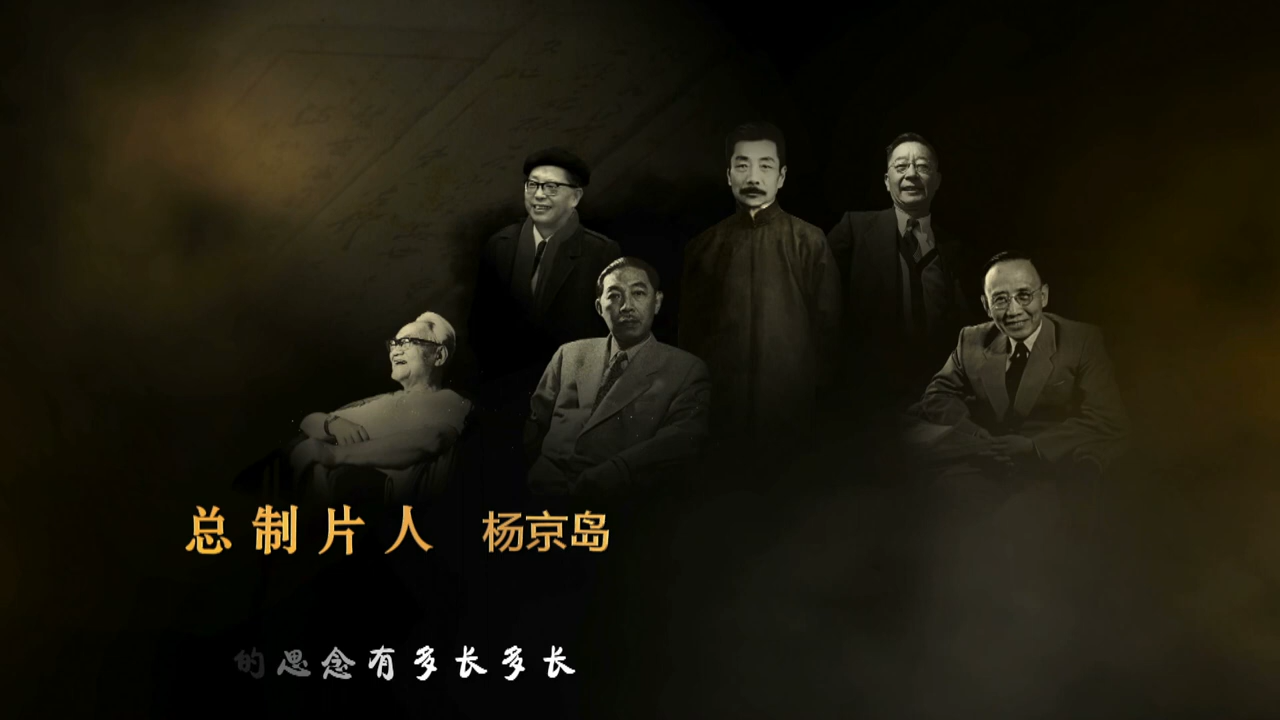 总制片人 杨京岛
的思念有多长多长